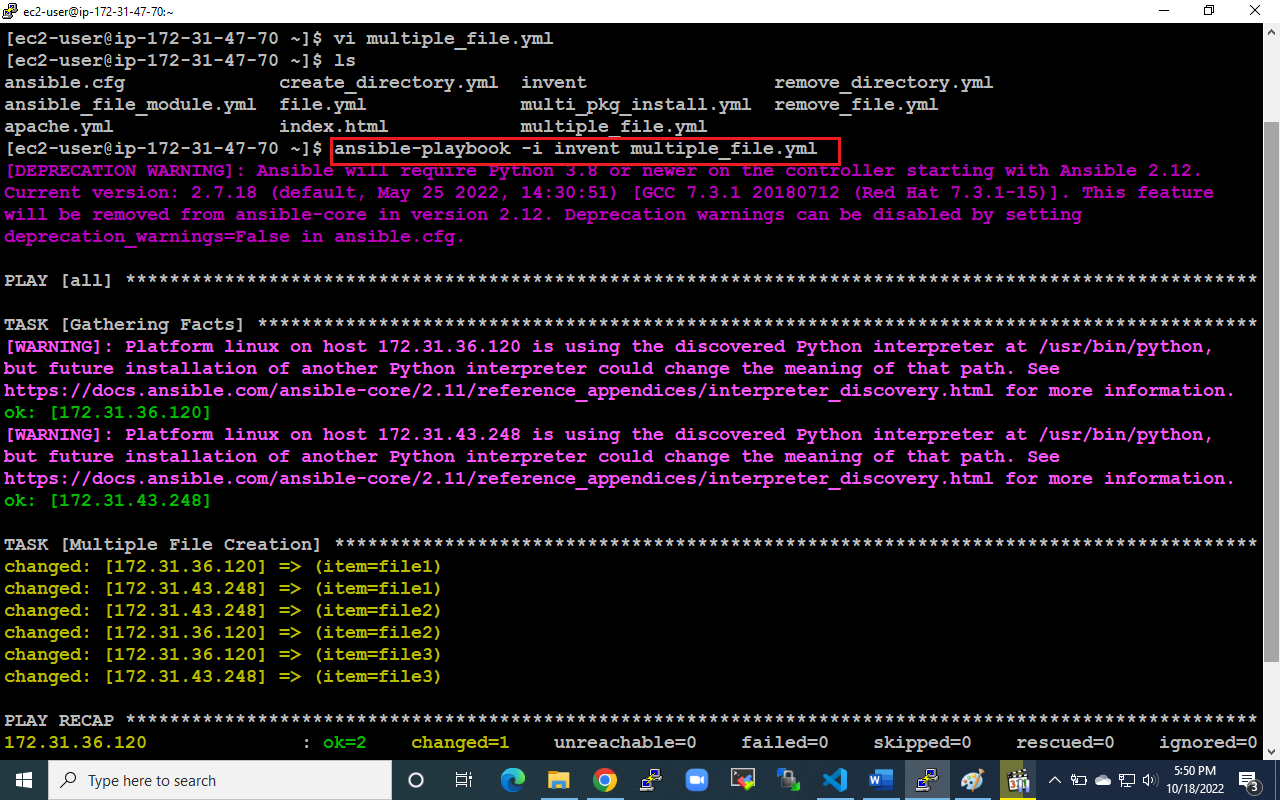 ec2-user@ip-172-31-47-70:~
[ec2-user@ip-172-31-47-70 ~]$ vi multiple_file.yml
[ec2-user@ip-172-31-47-70 ~]$ ls
ansible.cfg create_directory.yml invent remove_directory.yml
ansible_file_module.yml file.yml multi_pkg_install.yml remove_file.yml
apache.yml index.html multiple_file.yml
[ec2-user@ip-172-31-47-70 ~]$ ansible-playbook -i invent multiple_file.yml
[DEPRECATION WARNING]: Ansible will require Python 3.8 or newer on the controller starting with Ansible 2.12.
Current version: 2.7.18 (default, May 25 2022, 14:30:51) [GCC 7.3.1 20180712 (Red Hat 7.3.1-15)]. This feature
will be removed from ansible-core in version 2.12. Deprecation warnings can be disabled by setting
deprecation_warnings=False in ansible.cfg.
PLAY [all] *******************************************************************************************************
TASK [Gathering Facts] *******************************************************************************************
[WARNING]: Platform linux on host 172.31.36.120 is using the discovered Python interpreter at /usr/bin/python,
but future installation of another Python interpreter could change the meaning of that path. See
https://docs.ansible.com/ansible-core/2.11/reference_appendices/interpreter_discovery.html for more information.
ok: [172.31.36.120]
[WARNING]: Platform linux on host 172.31.43.248 is using the discovered Python interpreter at /usr/bin/python,
but future installation of another Python interpreter could change the meaning of that path. See
https://docs.ansible.com/ansible-core/2.11/reference_appendices/interpreter_discovery.html for more information.
ok: [172.31.43.248]
TASK [Multiple File Creation] ************************************************************************************
changed: [172.31.36.120] => (item=file1)
changed: [172.31.43.248] => (item=file1)
changed: [172.31.43.248] => (item=file2)
changed: [172.31.36.120] => (item=file2)
changed: [172.31.36.120] => (item=file3)
changed: [172.31.43.248] => (item=file3)
PLAY RECAP *******************************************************************************************************
172.31.36.120 : ok=2 changed=1 unreachable=0 failed=0 skipped=0 rescued=0 ignored=0
Type here to search
5:50 PM
10/18/2022
3